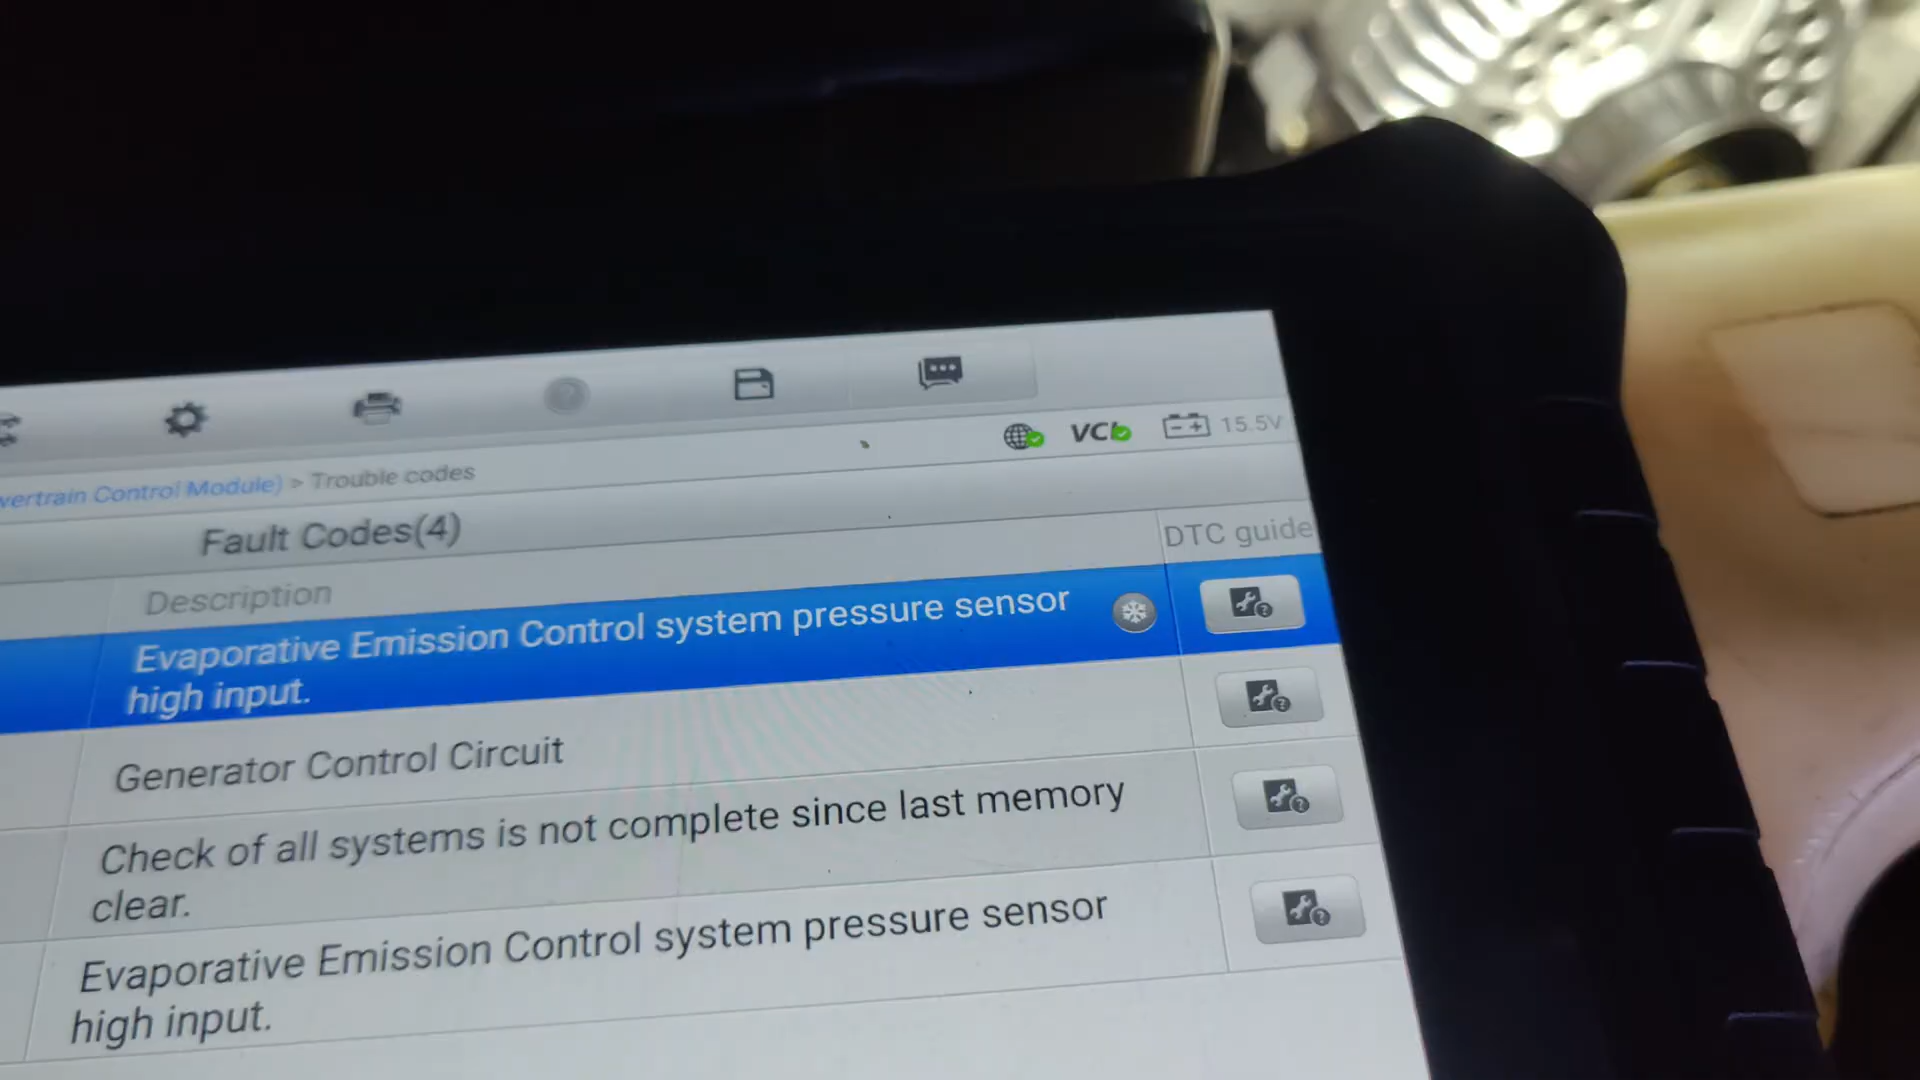 VCI
15.5V
wertrain Control Module) > Trouble codes
Fault Codes(4)
Description
DTC guide
Evaporative Emission Control system pressure sensor
high input.
Generator Control Circuit
Check of all systems is not complete since last memory
clear.
Evaporative Emission Control system pressure sensor
high input.